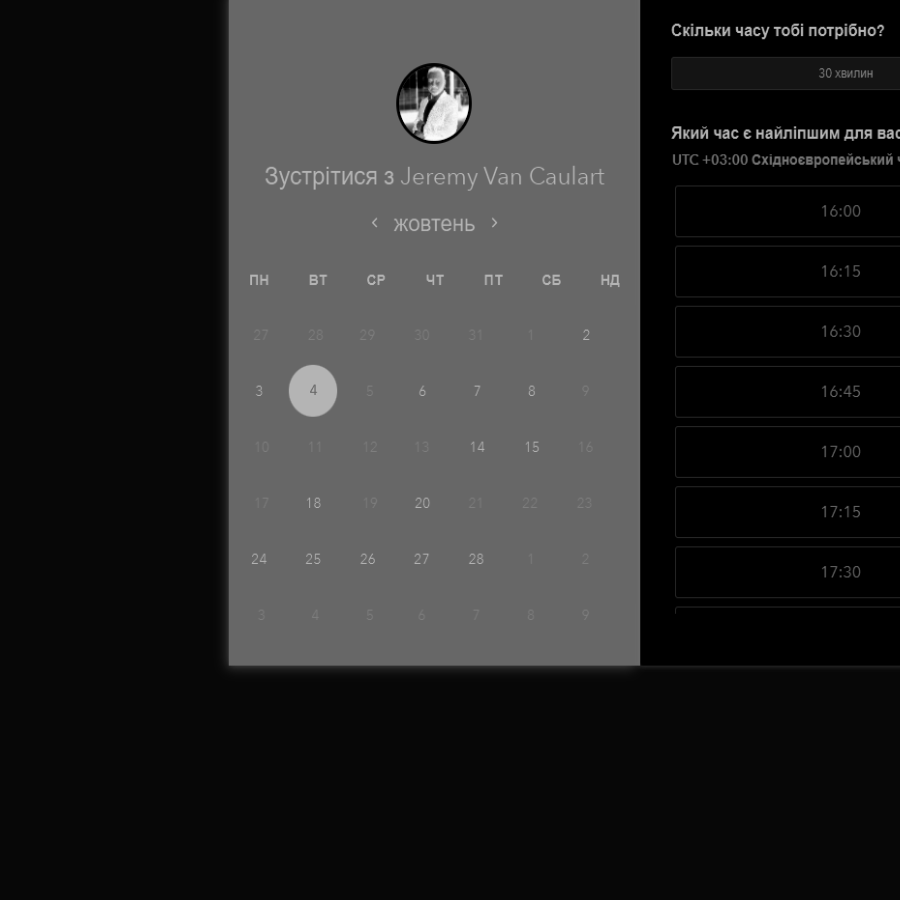 Зустрітися з Jeremy Van Caulart
жовтень
ПН ВТ СР ЧТ ПТ СБ НД
27 28 29 30 31 1 2
3 4 5 6 7 8 9
10 11 12 13 14 15 16
17 18 19 20 21 22 23
24 25 26 27 28 1 2
3 4 5 6 7 8 9
Скільки часу тобі потрібно?
30 хвилин
Який час є найліпшим для вас
UTC +03:00 Східноєвропейський
16:00
16:15
16:30
16:45
17:00
17:15
17:30